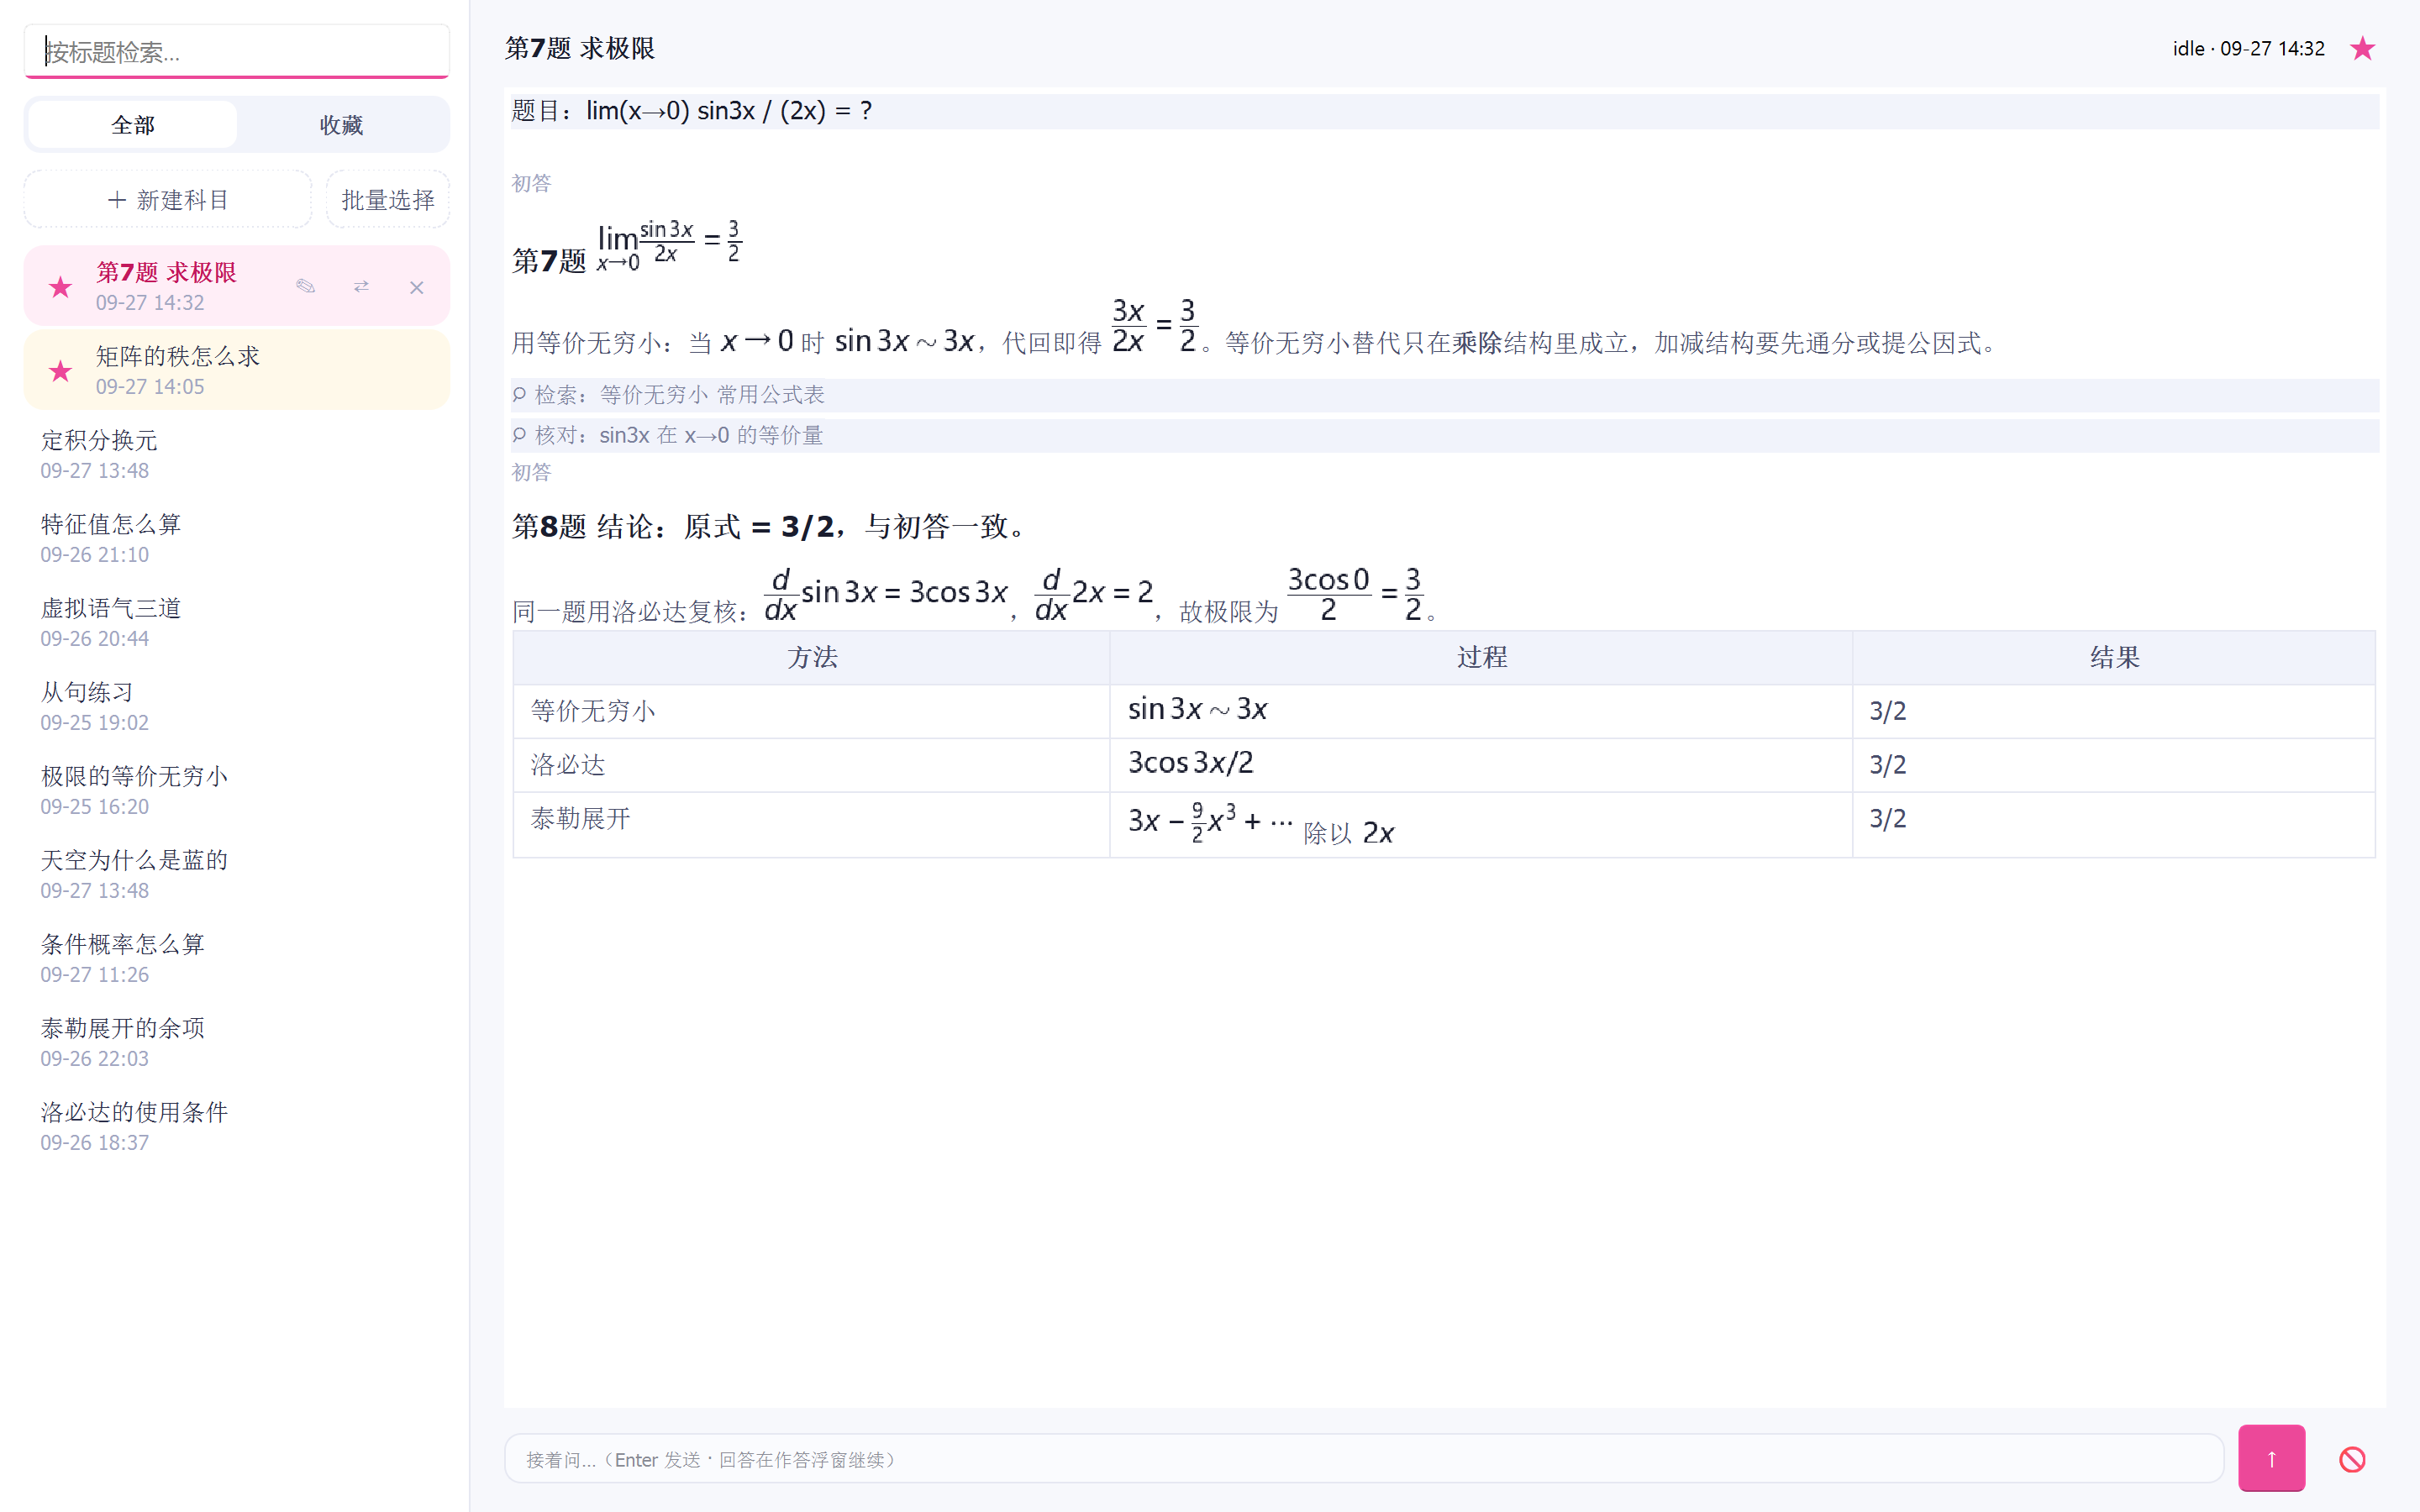 按标题检索...
全部
收藏
+ 新建科目
批量选择
★ 第7题 求极限
09-27 14:32
✎ ⇄ ×
★ 矩阵的秩怎么求
09-27 14:05
定积分换元
09-27 13:48
特征值怎么算
09-26 21:10
虚拟语气三道
09-26 20:44
从句练习
09-25 19:02
极限的等价无穷小
09-25 16:20
天空为什么是蓝的
09-27 13:48
条件概率怎么算
09-27 11:26
泰勒展开的余项
09-26 22:03
洛必达的使用条件
09-26 18:37
第7题 求极限
idle · 09-27 14:32 ★
题目：lim(x→0) sin3x / (2x) = ?
初答
第7题 lim x→0 sin 3x / 2x = 3/2
用等价无穷小：当 x → 0 时 sin 3x ~ 3x，代回即得 3x/2x = 3/2。等价无穷小替代只在乘除结构里成立，加减结构要先通分或提公因式。
检索：等价无穷小 常用公式表
核对：sin3x 在 x→0 的等价量
初答
第8题 结论：原式 = 3/2，与初答一致。
同一题用洛必达复核：d/dx sin 3x = 3cos 3x，d/dx 2x = 2，故极限为 3cos 0/2 = 3/2。
方法 过程 结果
等价无穷小 sin 3x ~ 3x 3/2
洛必达 3cos 3x/2 3/2
泰勒展开 3x − 9/2 x³ + ⋯ 除以 2x 3/2
接着问...（Enter 发送 · 回答在作答浮窗继续）
↑